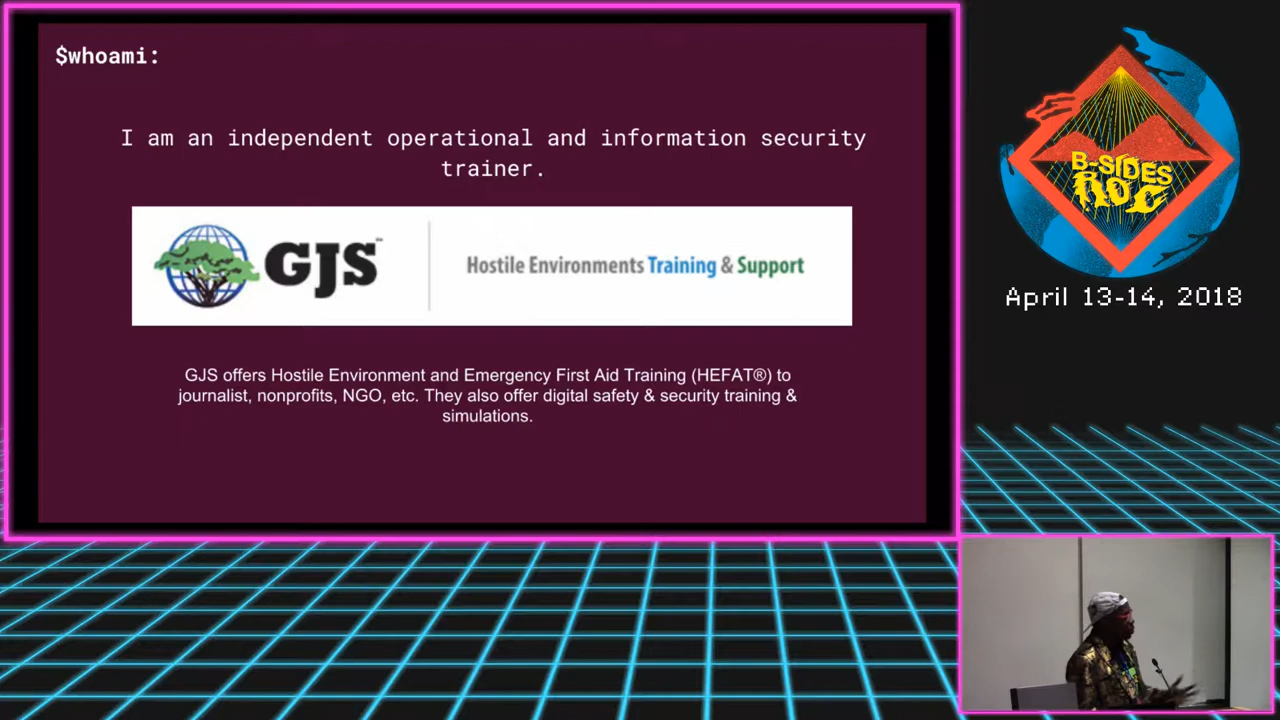 $whoami:
I am an independent operational and information security
trainer.
GJS
Hostile Environments Training & Support
GJS offers Hostile Environment and Emergency First Aid Training (HEFAT®) to
journalist, nonprofits, NGO, etc. They also offer digital safety & security training &
simulations.
B-SIDES
ROC
April 13-14, 2018